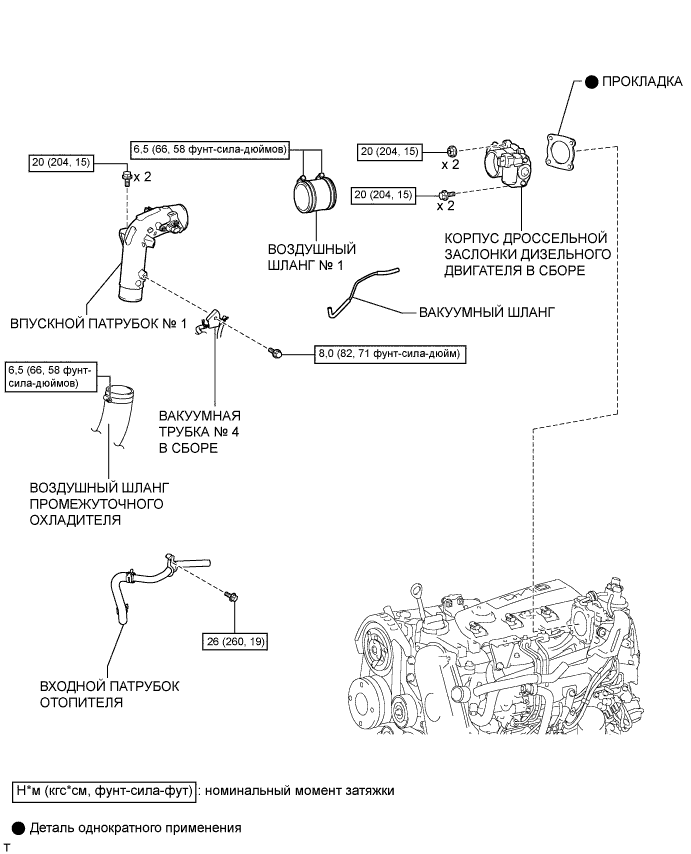 ПРОКЛАДКА
6,5 (66, 58 фунт-сила-дюймов)
20 (204, 15)
x 2
20 (204, 15)
x 2
20 (204, 15)
x 2
КОРПУС ДРОССЕЛЬНОЙ
ЗАСЛОНКИ ДИЗЕЛЬНОГО
ДВИГАТЕЛЯ В СБОРЕ
ВОЗДУШНЫЙ
ШЛАНГ № 1
ВАКУУМНЫЙ ШЛАНГ
ВПУСКНОЙ ПАТРУБОК № 1
8,0 (82, 71 фунт-сила-дюйм)
6,5 (66, 58 фунт-
сила-дюймов)
ВАКУУМНАЯ
ТРУБКА № 4
В СБОРЕ
ВОЗДУШНЫЙ ШЛАНГ
ПРОМЕЖУТОЧНОГО
ОХЛАДИТЕЛЯ
26 (260, 19)
ВХОДНОЙ ПАТРУБОК
ОТОПИТЕЛЯ
Н*м (кгс*см, фунт-сила-фут) : номинальный момент затяжки
Деталь однократного применения
T